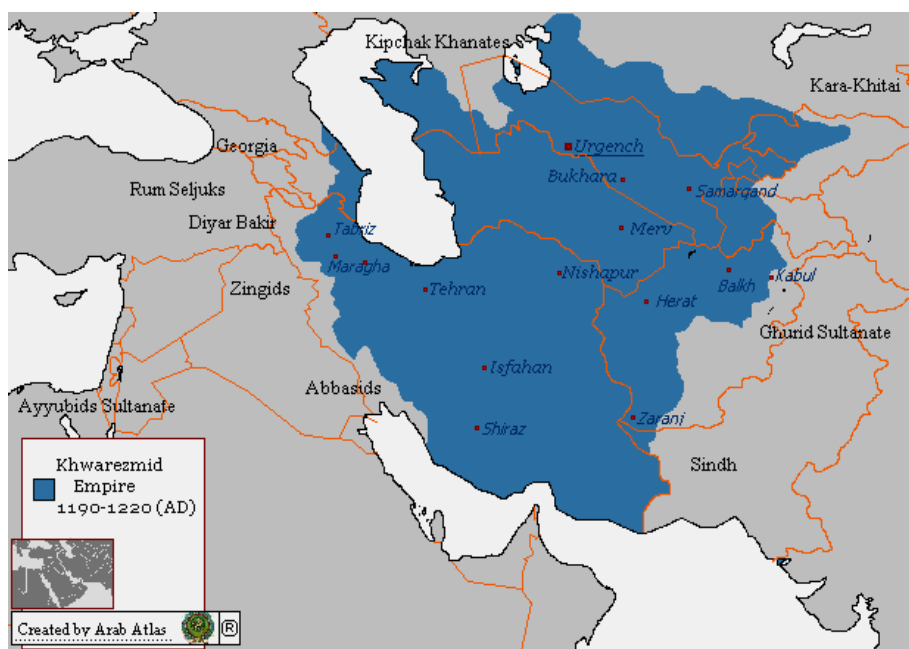 Kipchak Khanates
Kara-Khitai
Georgia
Urgench
Bukhara
Samarqand
Rum Seljuks
Diyar Bakir
Tabriz
Merv
Maragha
Nishapur
Balkh
Kabul
Zingids
Tehran
Herat
Ghurid Sultanate
Isfahan
Abbasids
Ayyubids Sultanate
Zaranj
Shiraz
Sindh
Khwarezmid
Empire
1190-1220 (AD)
Created by Arab Atlas ®